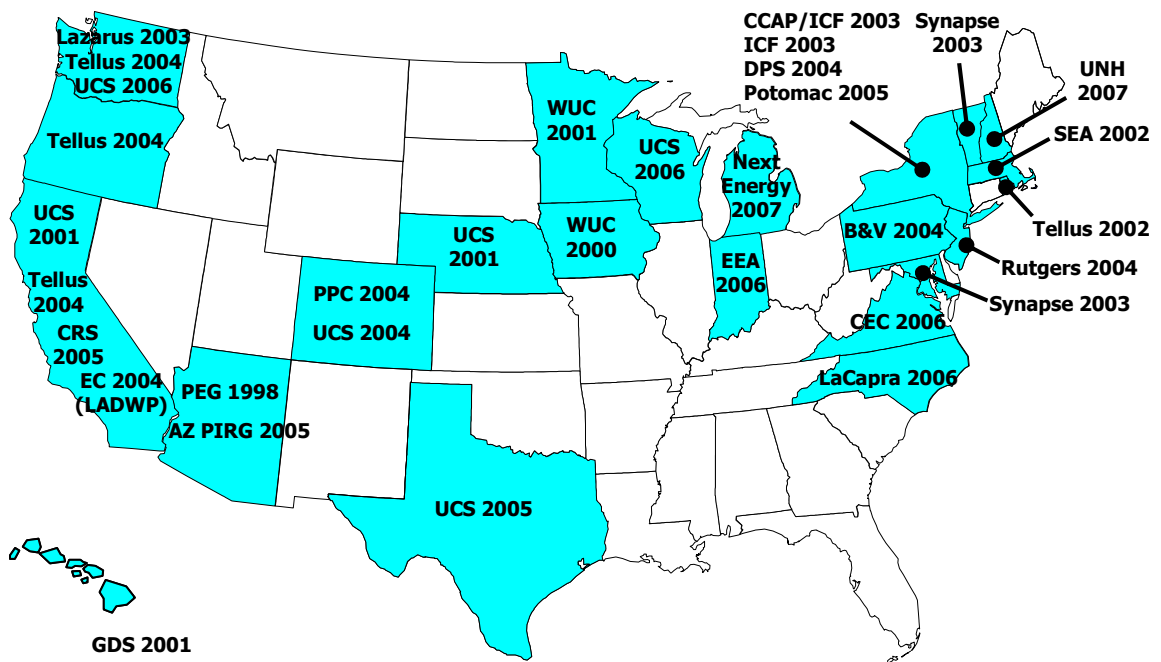 Lazarus 2003
Tellus 2004
UCS 2006
Tellus 2004
UCS
2001
Tellus
2004
CRS
2005
EC 2004
(LADWP)
PEG 1998
AZ PIRG 2005
PPC 2004
UCS 2004
UCS
2001
UCS 2005
WUC
2001
WUC
2000
UCS
2006
Next
Energy
2007
EEA
2006
CCAP/ICF 2003
ICF 2003
DPS 2004
Potomac 2005
Synapse
2003
UNH
2007
SEA 2002
Tellus 2002
B&V 2004
Rutgers 2004
Synapse 2003
CEC 2006
LaCapra 2006
GDS 2001